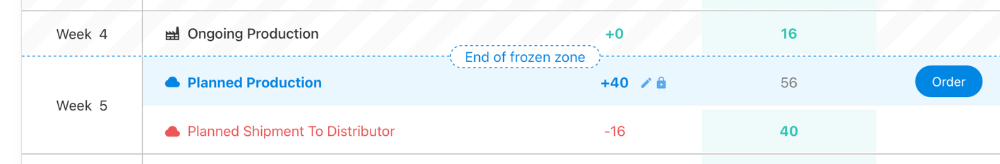 Week 4
Ongoing Production
+0
16
End of frozen zone
Week 5
Planned Production
+40
56
Order
Planned Shipment To Distributor
-16
40